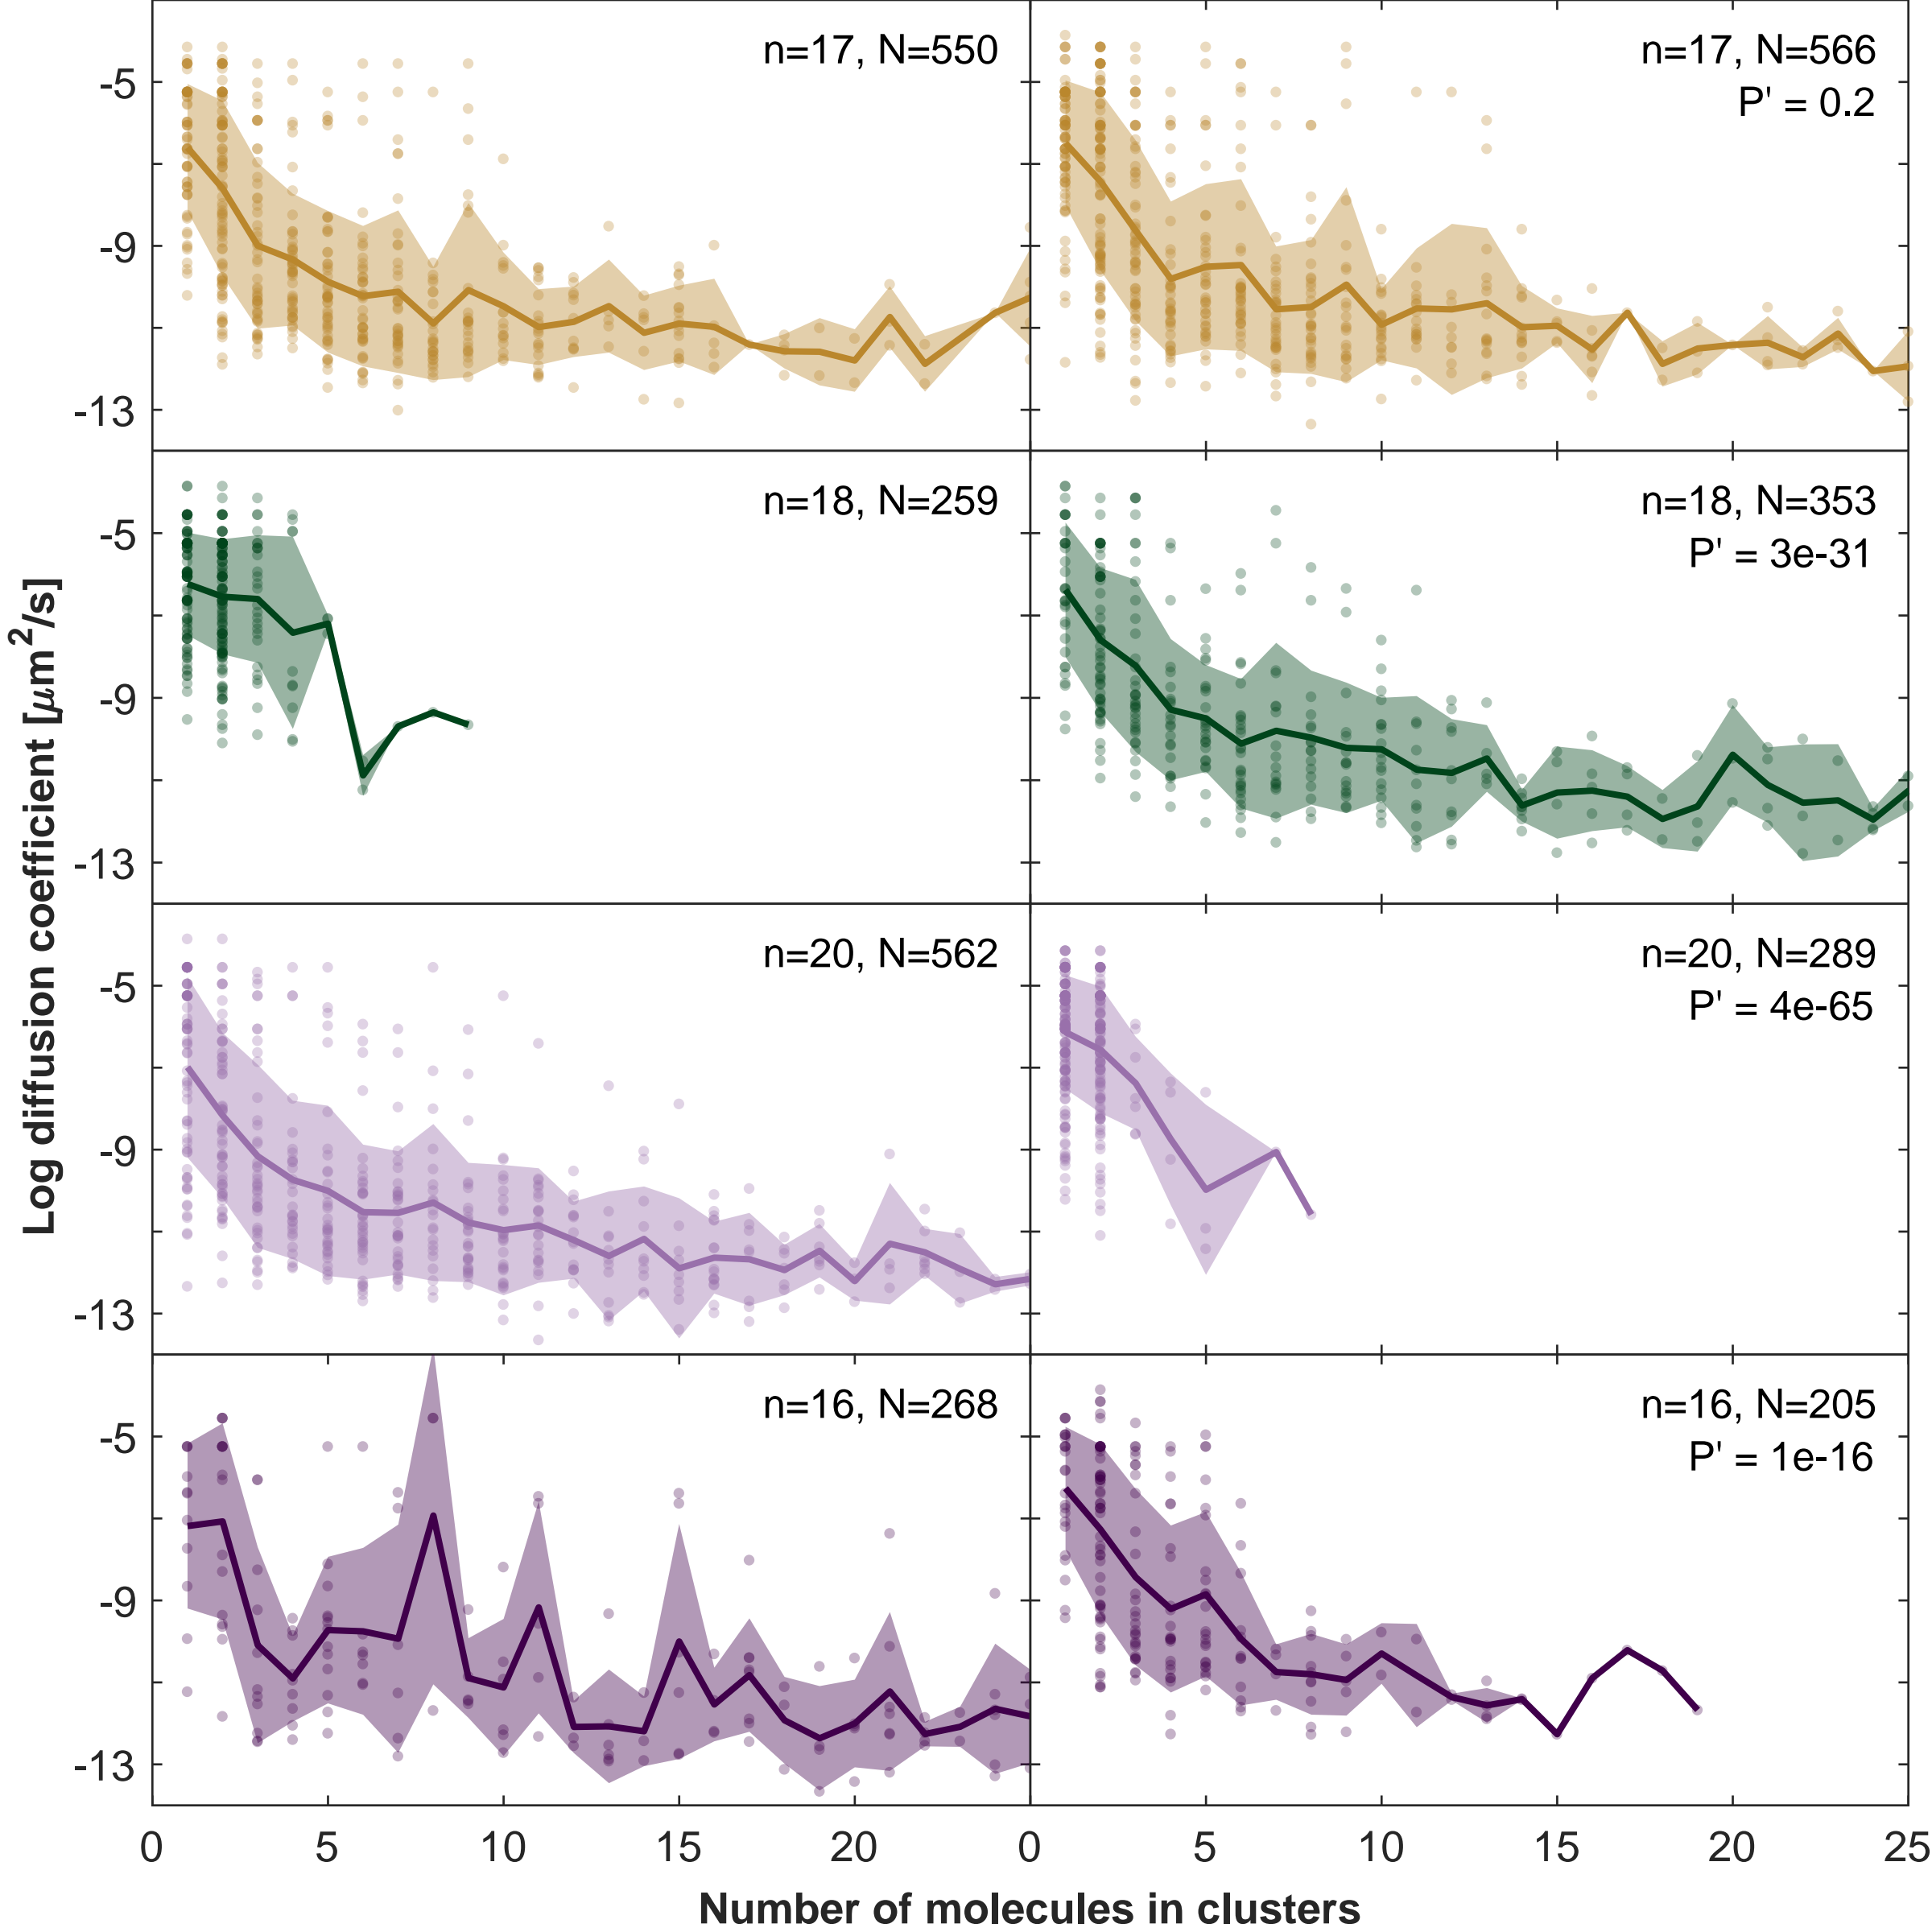 Log diffusion coefficient [μm²/s]
-5
-9
-13
n=17, N=550
n=17, N=566
P' = 0.2
-5
-9
-13
n=18, N=259
n=18, N=353
P' = 3e-31
-5
-9
-13
n=20, N=562
n=20, N=289
P' = 4e-65
-5
-9
-13
n=16, N=268
n=16, N=205
P' = 1e-16
0 5 10 15 20 0 5 10 15 20 25
Number of molecules in clusters